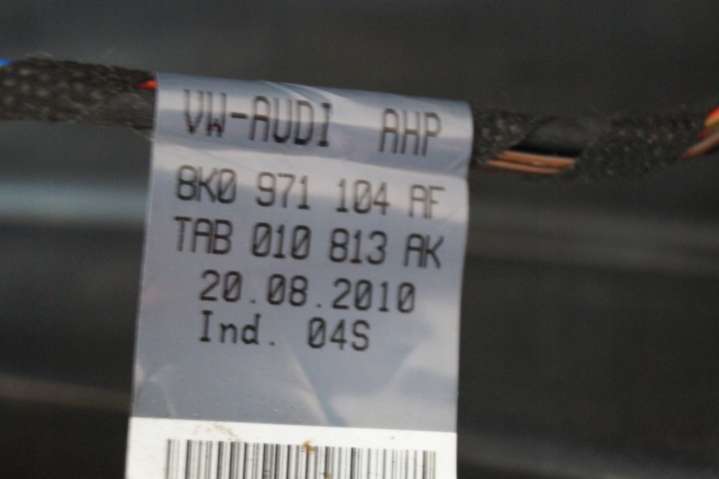 VW-AUDI AHP
8K0 971 104 AF
TAB 010 813 AK
20.08.2010
Ind. 04S